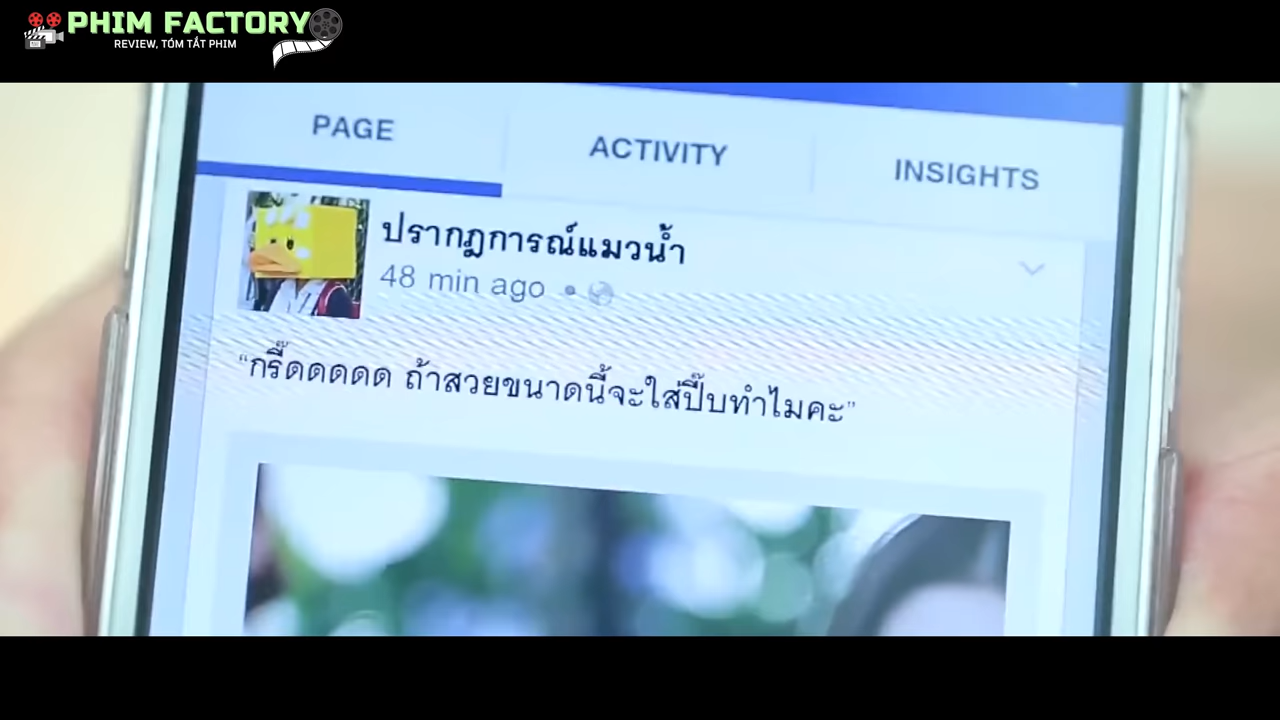 PHIM FACTORY
REVIEW, TÓM TẮT PHIM
PAGE ACTIVITY INSIGHTS
ปรากฏการณ์แมวน้ำ
48 min ago
“กรี๊ดดดดด ถ้าสวยขนาดนี้จะใส่ปี๊บทำไมคะ”